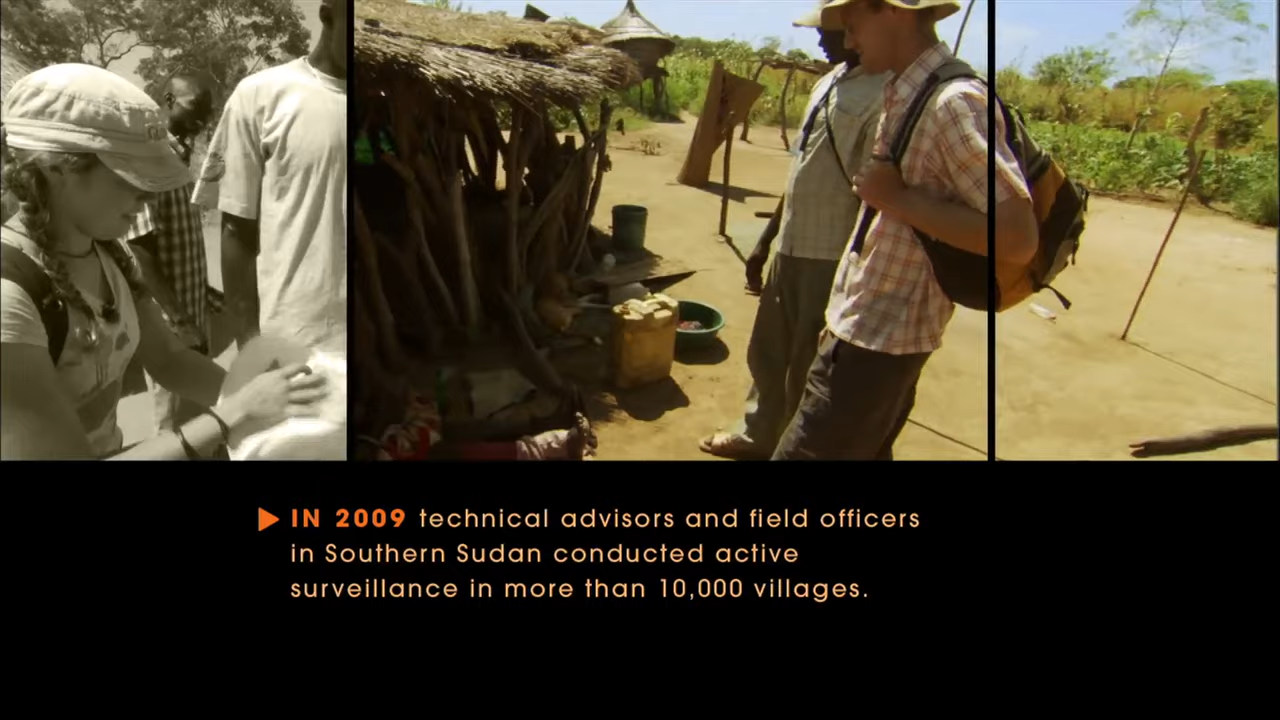 IN 2009 technical advisors and field officers
in Southern Sudan conducted active
surveillance in more than 10,000 villages.